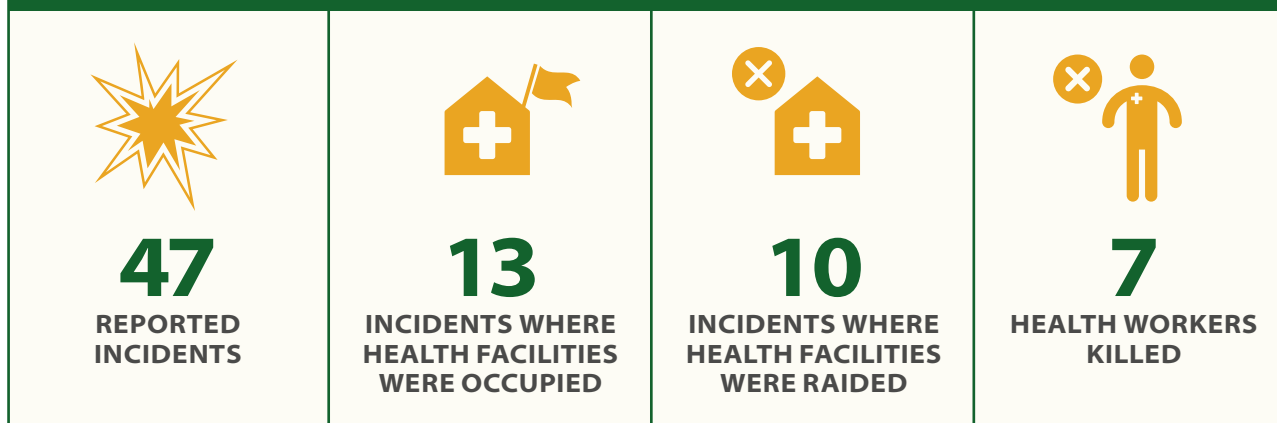 47
REPORTED
INCIDENTS
13
INCIDENTS WHERE
HEALTH FACILITIES
WERE OCCUPIED
10
INCIDENTS WHERE
HEALTH FACILITIES
WERE RAIDED
7
HEALTH WORKERS
KILLED